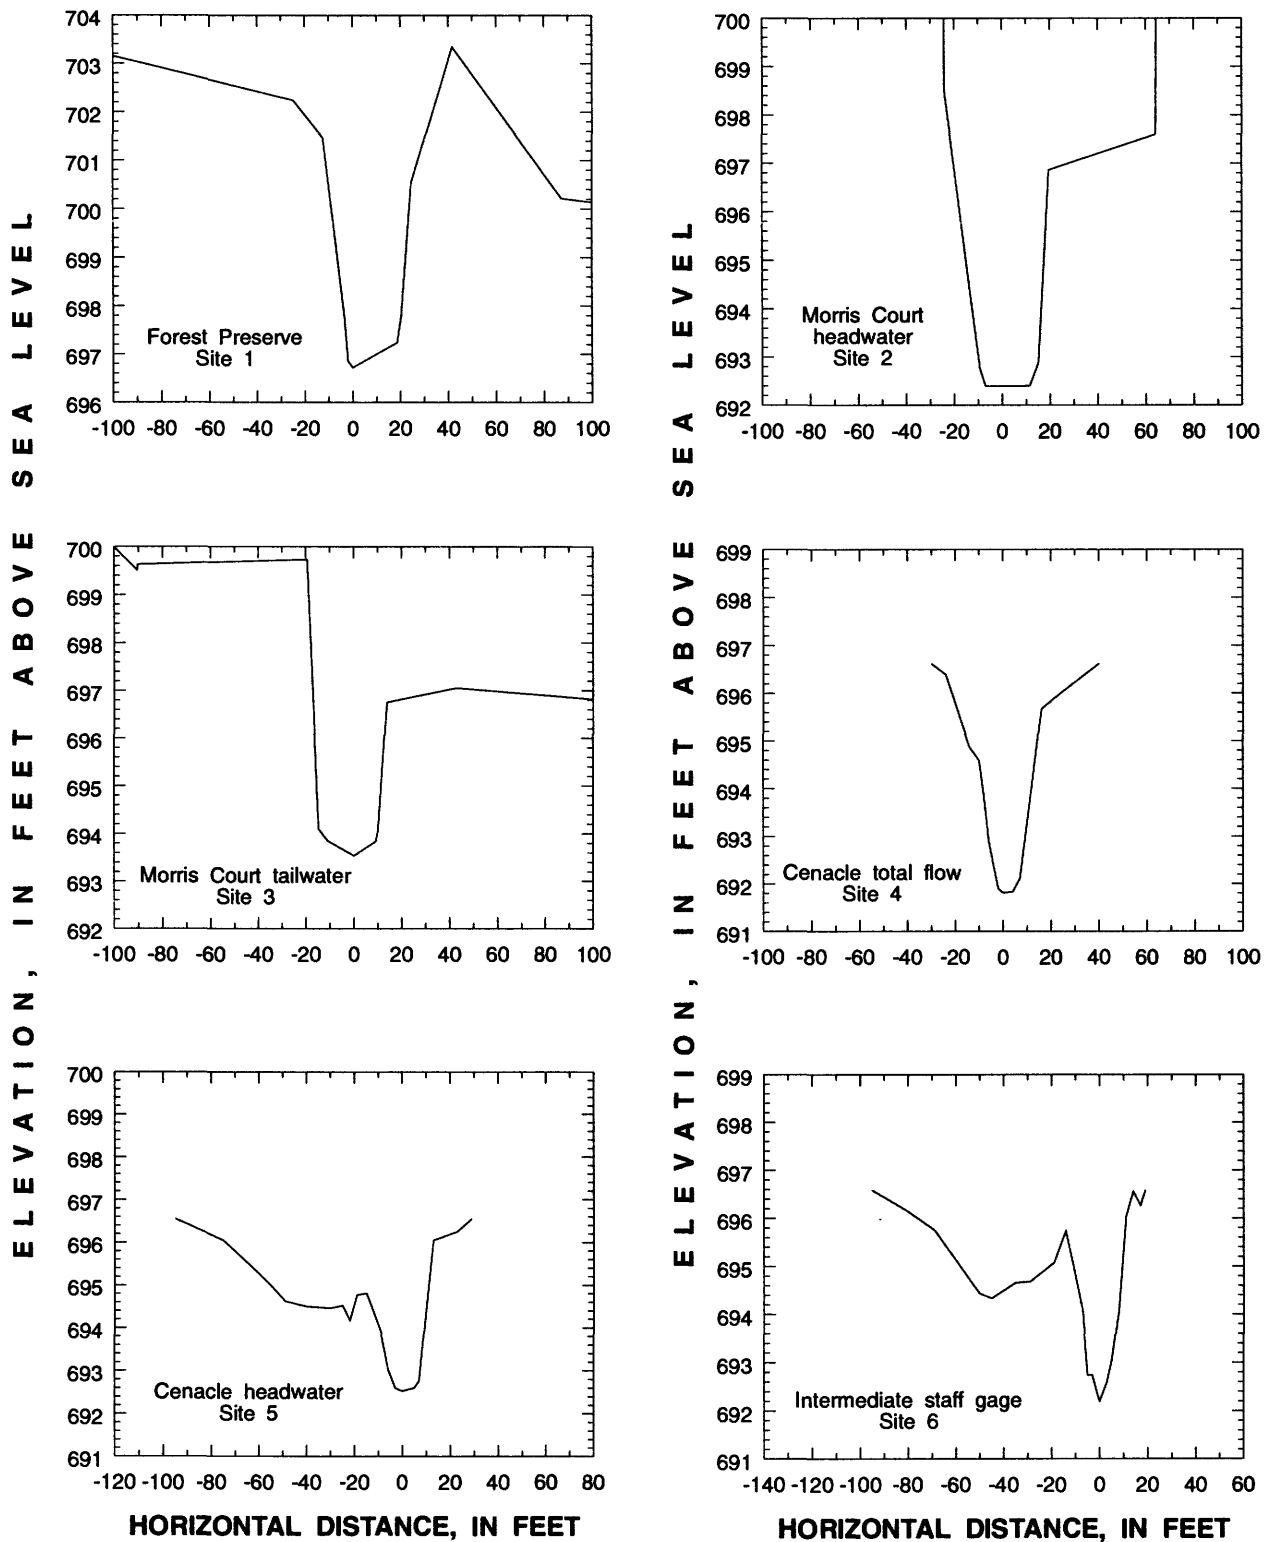 ELEVATION, IN FEET ABOVE SEA LEVEL
704
703
702
701
700
699
698
697
696
Forest Preserve
Site 1
-100 -80 -60 -40 -20 0 20 40 60 80 100
ELEVATION, IN FEET ABOVE SEA LEVEL
700
699
698
697
696
695
694
693
692
Morris Court
headwater
Site 2
-100 -80 -60 -40 -20 0 20 40 60 80 100
700
699
698
697
696
695
694
693
692
Morris Court tailwater
Site 3
-100 -80 -60 -40 -20 0 20 40 60 80 100
699
698
697
696
695
694
693
692
691
Cenacle total flow
Site 4
-100 -80 -60 -40 -20 0 20 40 60 80 100
700
699
698
697
696
695
694
693
692
691
Cenacle headwater
Site 5
-120 -100 -80 -60 -40 -20 0 20 40 60 80
HORIZONTAL DISTANCE, IN FEET
699
698
697
696
695
694
693
692
691
Intermediate staff gage
Site 6
-140 -120 -100 -80 -60 -40 -20 0 20 40 60
HORIZONTAL DISTANCE, IN FEET